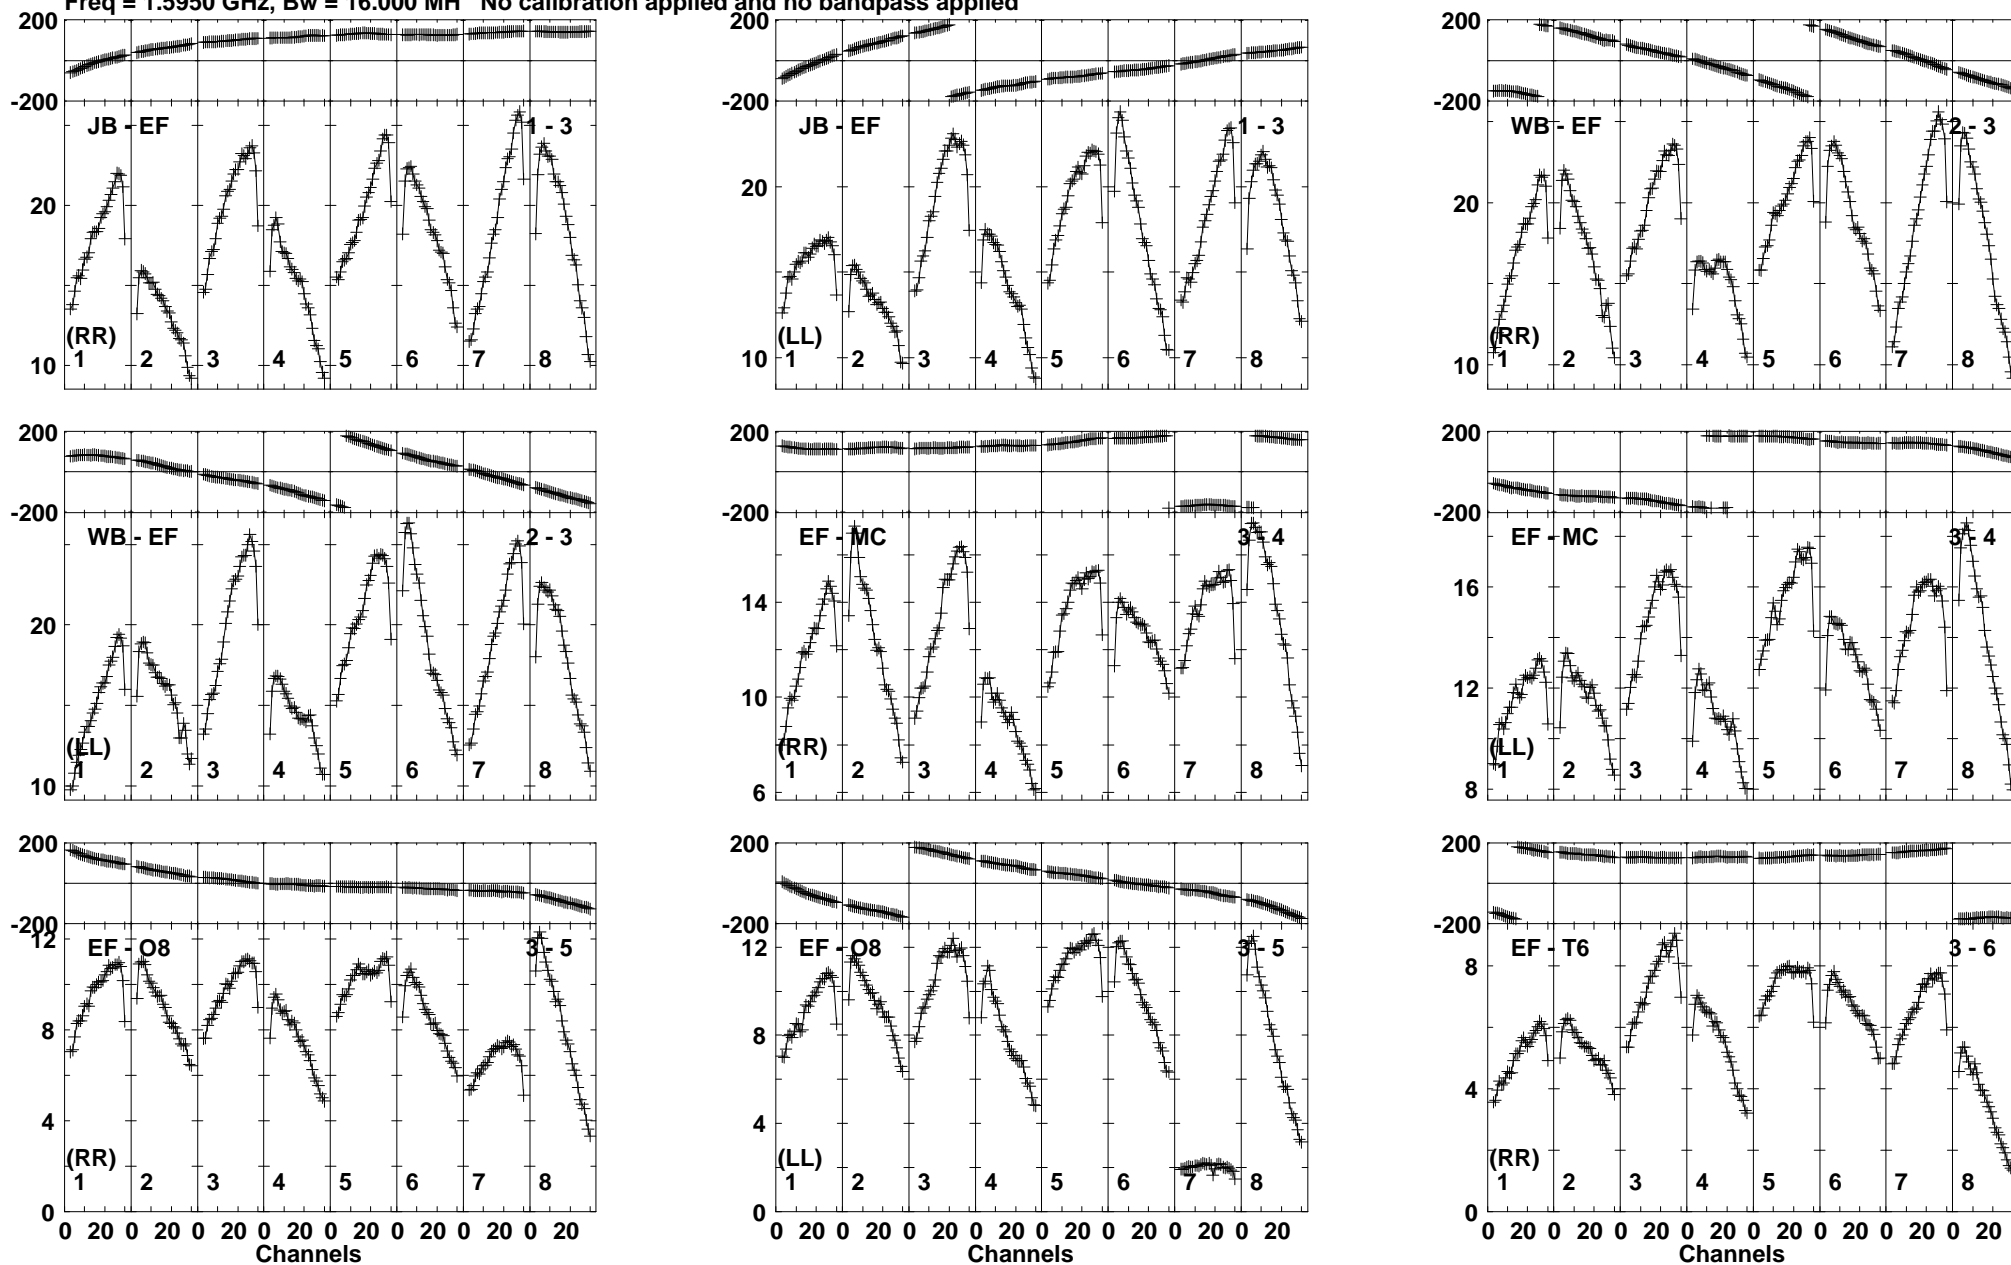 Freq = 1.5950 GHz, Bw = 16.000 MH No calibration applied and no bandpass applied
200 200 200
-200 -200 -200
JB - EF 1 - 3 JB - EF 1 - 3 WB - EF 2 - 3
20 20 20
(RR) (LL) (RR)
10 1 2 3 4 5 6 7 8 10 1 2 3 4 5 6 7 8 10 1 2 3 4 5 6 7 8
200 200 200
-200 -200 -200
WB - EF 2 - 3 EF - MC 3 - 4 EF - MC 3 - 4
20 14 16
10 12
(LL) (RR) (LL)
1 2 3 4 5 6 7 8 1 2 3 4 5 6 7 8 1 2 3 4 5 6 7 8
10 6 8
200 200 200
-200 -200 -200
12 EF - O8 3 - 5 12 EF - O8 3 - 5 EF - T6 3 - 6
8 8 8
4 4 4
(RR) (LL) (RR)
1 2 3 4 5 6 7 8 1 2 3 4 5 6 7 8 1 2 3 4 5 6 7 8
0 0 0
0 20 0 20 0 20 0 20 0 20 0 20 0 20 0 20 0 20 0 20 0 20 0 20 0 20 0 20 0 20 0 20 0 20 0 20 0 20 0 20 0 20 0 20 0 20 0 20
Channels Channels Channels